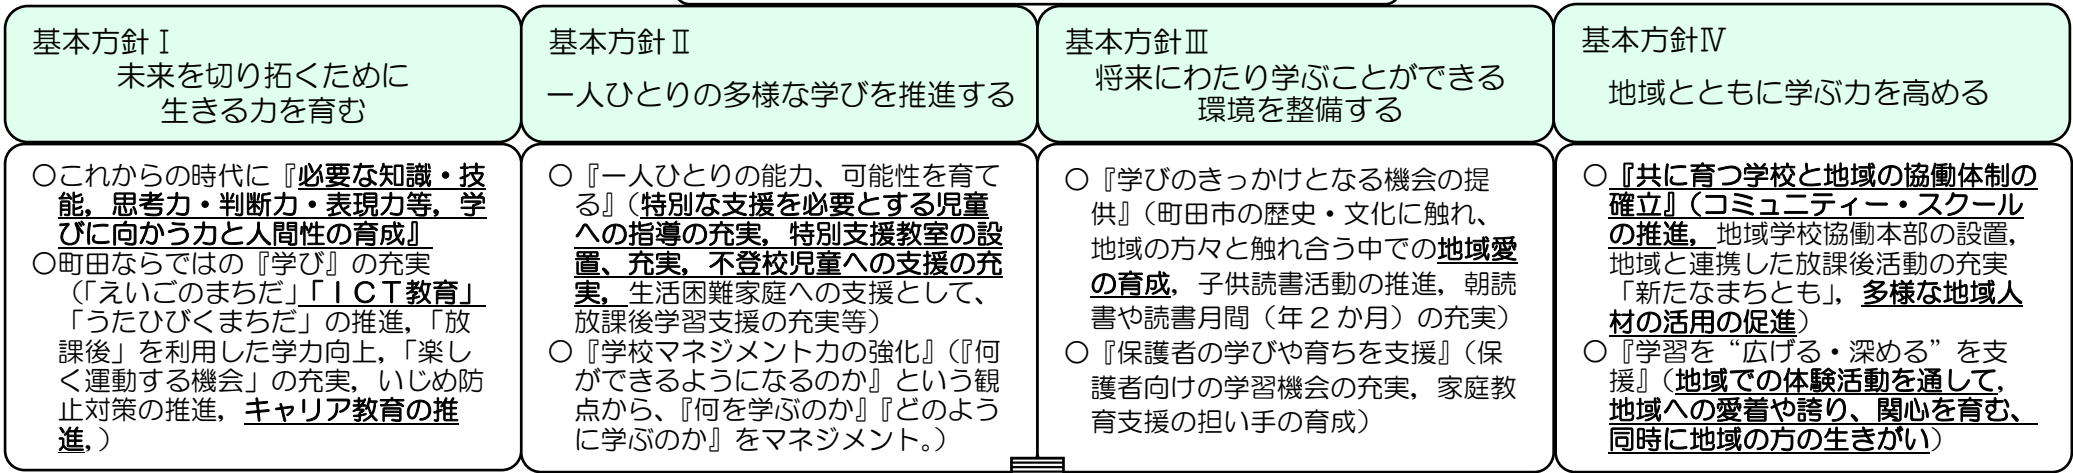 基本方針Ⅰ
未来を切り拓くために
生きる力を育む
○これからの時代に『必要な知識・技
能，思考力・判断力・表現力等，学
びに向かう力と人間性の育成』
○町田ならではの『学び』の充実
（「えいごのまちだ」「ＩＣＴ教育」
「うたひびくまちだ」の推進，「放
課後」を利用した学力向上，「楽し
く運動する機会」の充実，いじめ防
止対策の推進，キャリア教育の推
進，）
基本方針Ⅱ
一人ひとりの多様な学びを推進する
○『一人ひとりの能力、可能性を育て
る』（特別な支援を必要とする児童
への指導の充実，特別支援教室の設
置、充実，不登校児童への支援の充
実，生活困難家庭への支援として、
放課後学習支援の充実等）
○『学校マネジメント力の強化』（『何
ができるようになるのか』という観
点から、『何を学ぶのか』『どのよう
に学ぶのか』をマネジメント。）
基本方針Ⅲ
将来にわたり学ぶことができる
環境を整備する
○『学びのきっかけとなる機会の提
供』（町田市の歴史・文化に触れ、
地域の方々と触れ合う中での地域愛
の育成，子供読書活動の推進，朝読
書や読書月間（年２か月）の充実）
○『保護者の学びや育ちを支援』（保
護者向けの学習機会の充実，家庭教
育支援の担い手の育成）
基本方針Ⅳ
地域とともに学ぶ力を高める
○『共に育つ学校と地域の協働体制の
確立』（コミュニティー・スクール
の推進，地域学校協働本部の設置，
地域と連携した放課後活動の充実
「新たなまちとも」，多様な地域人
材の活用の促進）
○『学習を“広げる・深める”を支
援』（地域での体験活動を通して，
地域への愛着や誇り、関心を育む、
同時に地域の方の生きがい）